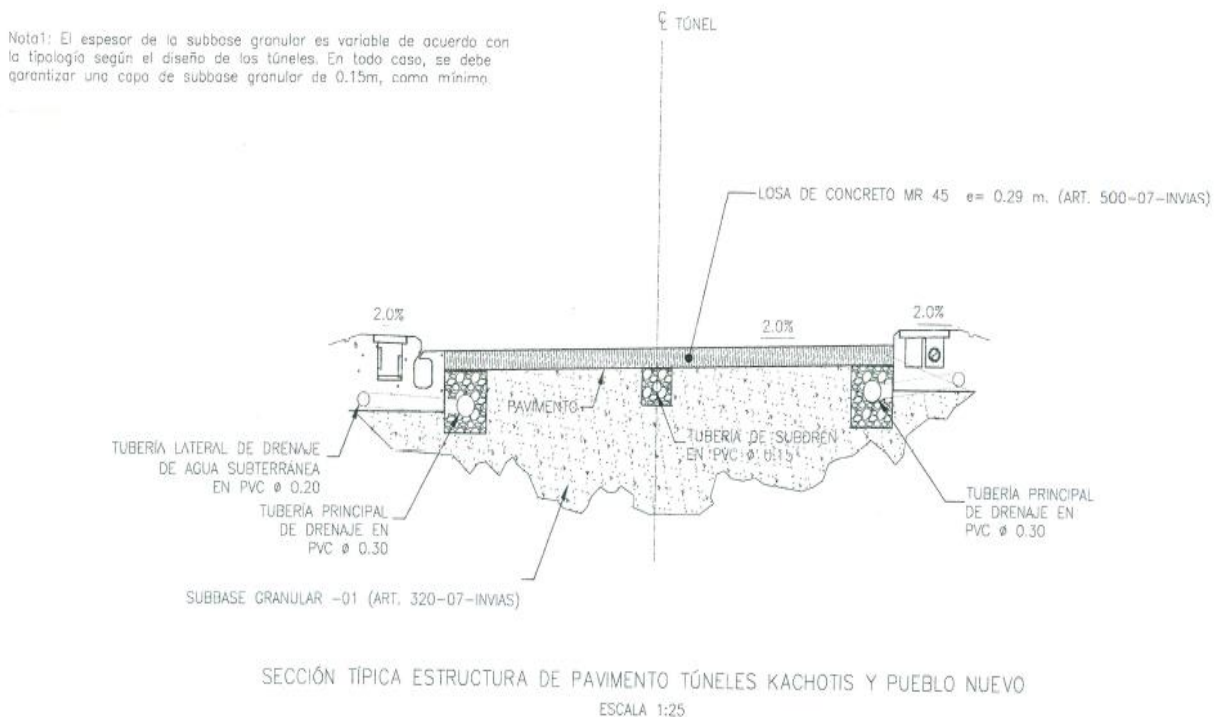 ℄ TÚNEL
Nota1: El espesor de la subbase granular es variable de acuerdo con
la tipología según el diseño de los túneles. En todo caso, se debe
garantizar una capa de subbase granular de 0.15m, como mínimo.
LOSA DE CONCRETO MR 45 e= 0.29 m. (ART. 500-07-INVIAS)
2.0%
2.0%
2.0%
PAVIMENTO
TUBERÍA DE SUBDREN
EN PVC ø 0.15
TUBERÍA LATERAL DE DRENAJE
DE AGUA SUBTERRÁNEA
EN PVC ø 0.20
TUBERÍA PRINCIPAL
DE DRENAJE EN
PVC ø 0.30
TUBERÍA PRINCIPAL
DE DRENAJE EN
PVC ø 0.30
SUBBASE GRANULAR -01 (ART. 320-07-INVIAS)
SECCIÓN TÍPICA ESTRUCTURA DE PAVIMENTO TÚNELES KACHOTIS Y PUEBLO NUEVO
ESCALA 1:25